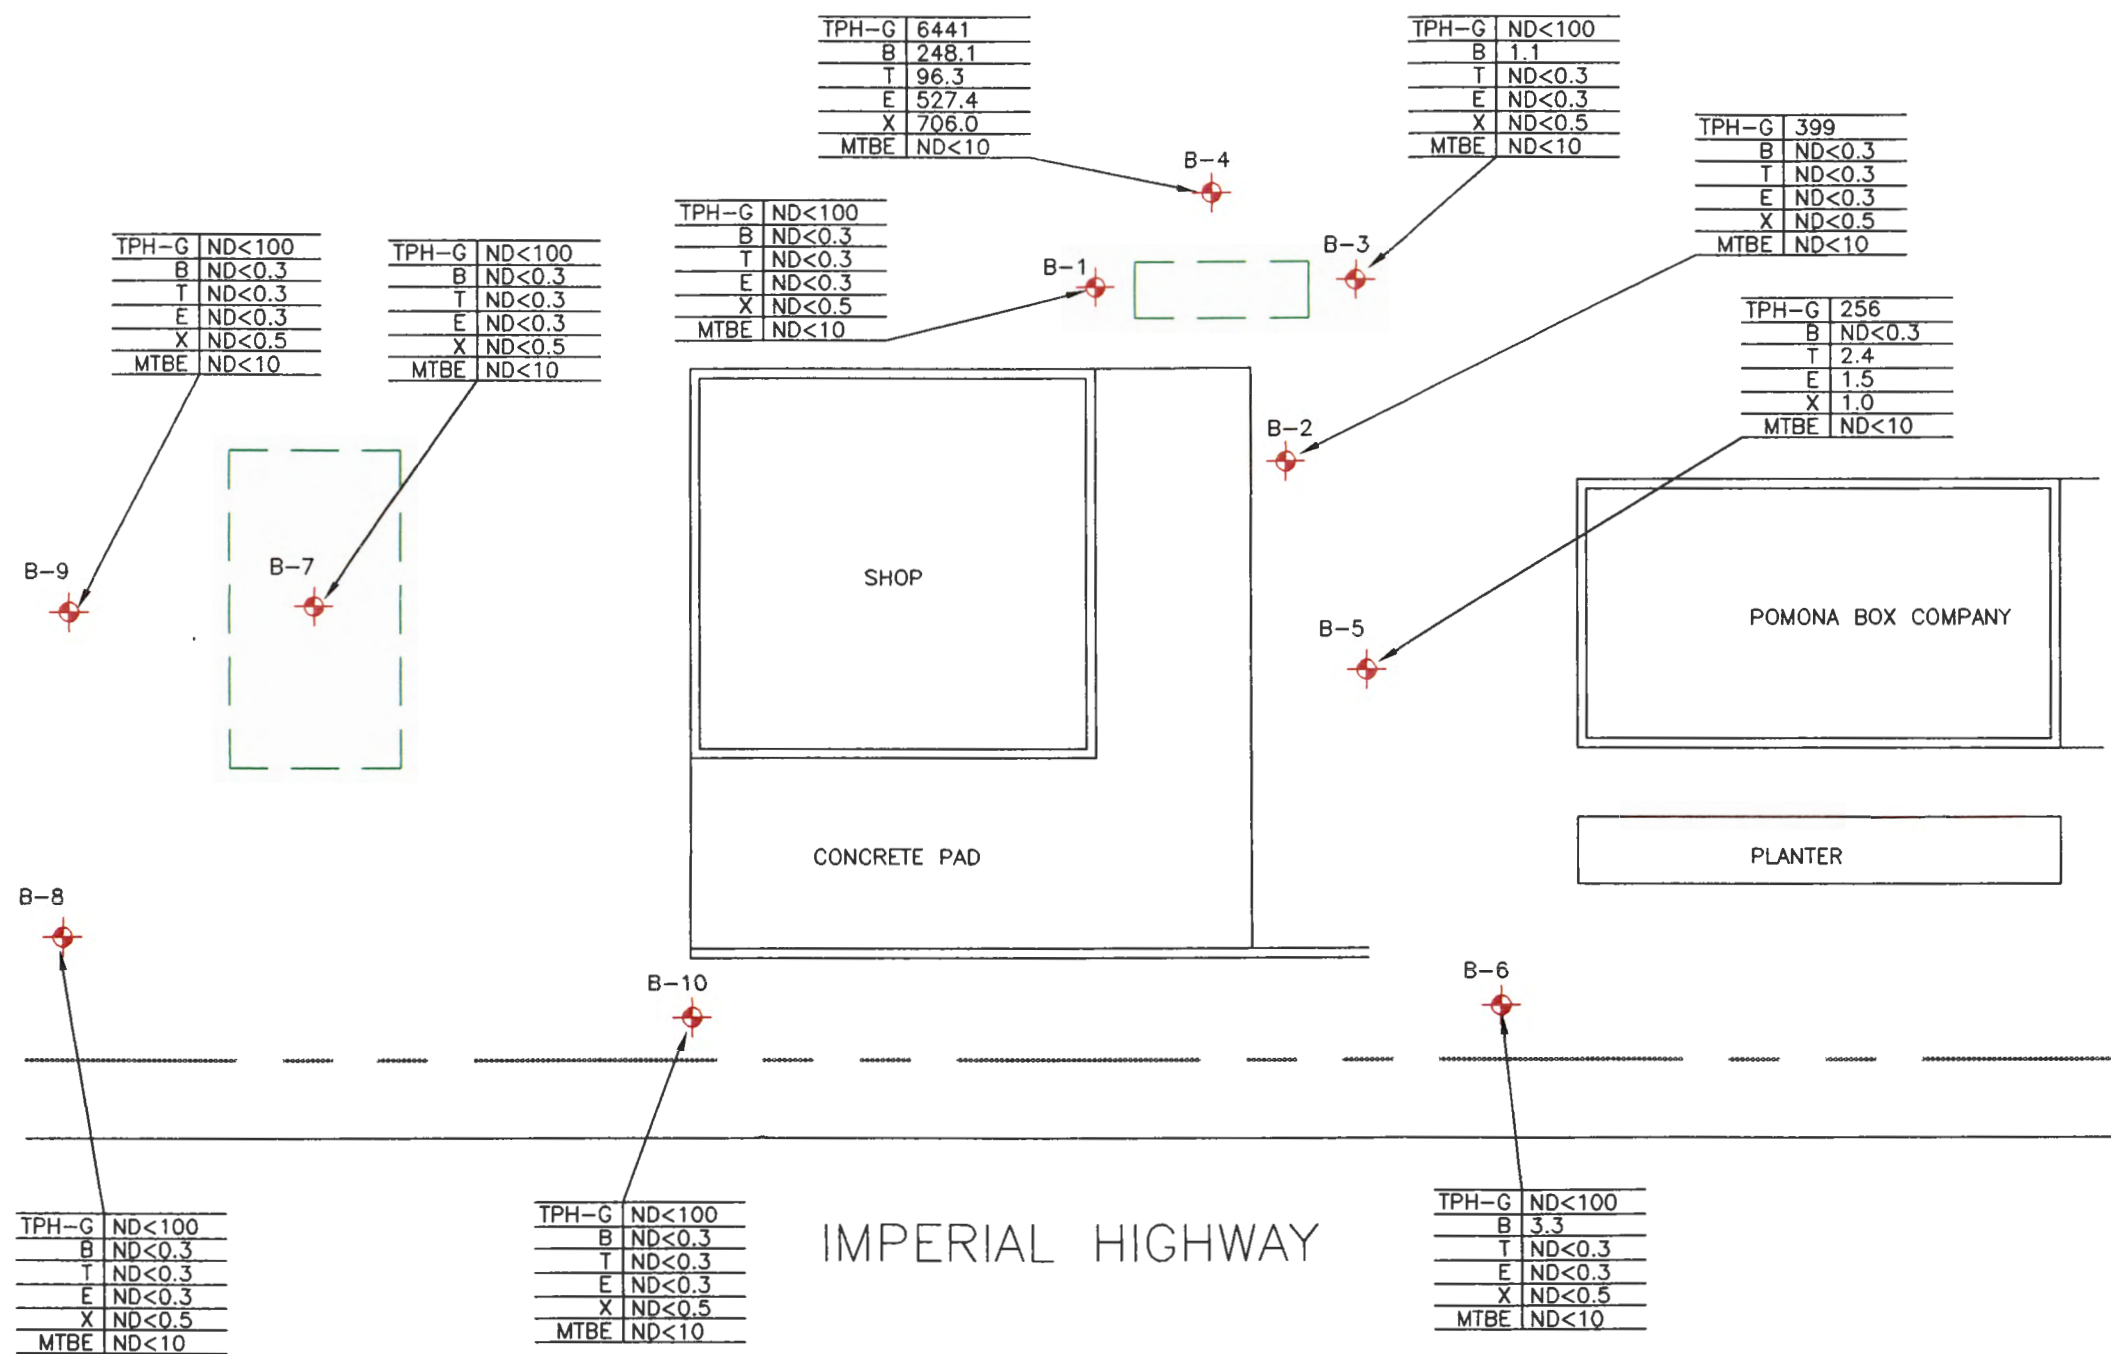 TPH-G 6441
B 248.1
T 96.3
E 527.4
X 706.0
MTBE ND<10
TPH-G ND<100
B 1.1
T ND<0.3
E ND<0.3
X ND<0.5
MTBE ND<10
TPH-G 399
B ND<0.3
T ND<0.3
E ND<0.3
X ND<0.5
MTBE ND<10
B-4
TPH-G ND<100
B ND<0.3
T ND<0.3
E ND<0.3
X ND<0.5
MTBE ND<10
B-1
B-3
TPH-G ND<100
B ND<0.3
T ND<0.3
E ND<0.3
X ND<0.5
MTBE ND<10
TPH-G ND<100
B ND<0.3
T ND<0.3
E ND<0.3
X ND<0.5
MTBE ND<10
TPH-G 256
B ND<0.3
T 2.4
E 1.5
X 1.0
MTBE ND<10
B-2
B-9
B-7
SHOP
B-5
POMONA BOX COMPANY
CONCRETE PAD
PLANTER
B-8
B-10
B-6
TPH-G ND<100
B ND<0.3
T ND<0.3
E ND<0.3
X ND<0.5
MTBE ND<10
TPH-G ND<100
B ND<0.3
T ND<0.3
E ND<0.3
X ND<0.5
MTBE ND<10
IMPERIAL HIGHWAY
TPH-G ND<100
B 3.3
T ND<0.3
E ND<0.3
X ND<0.5
MTBE ND<10